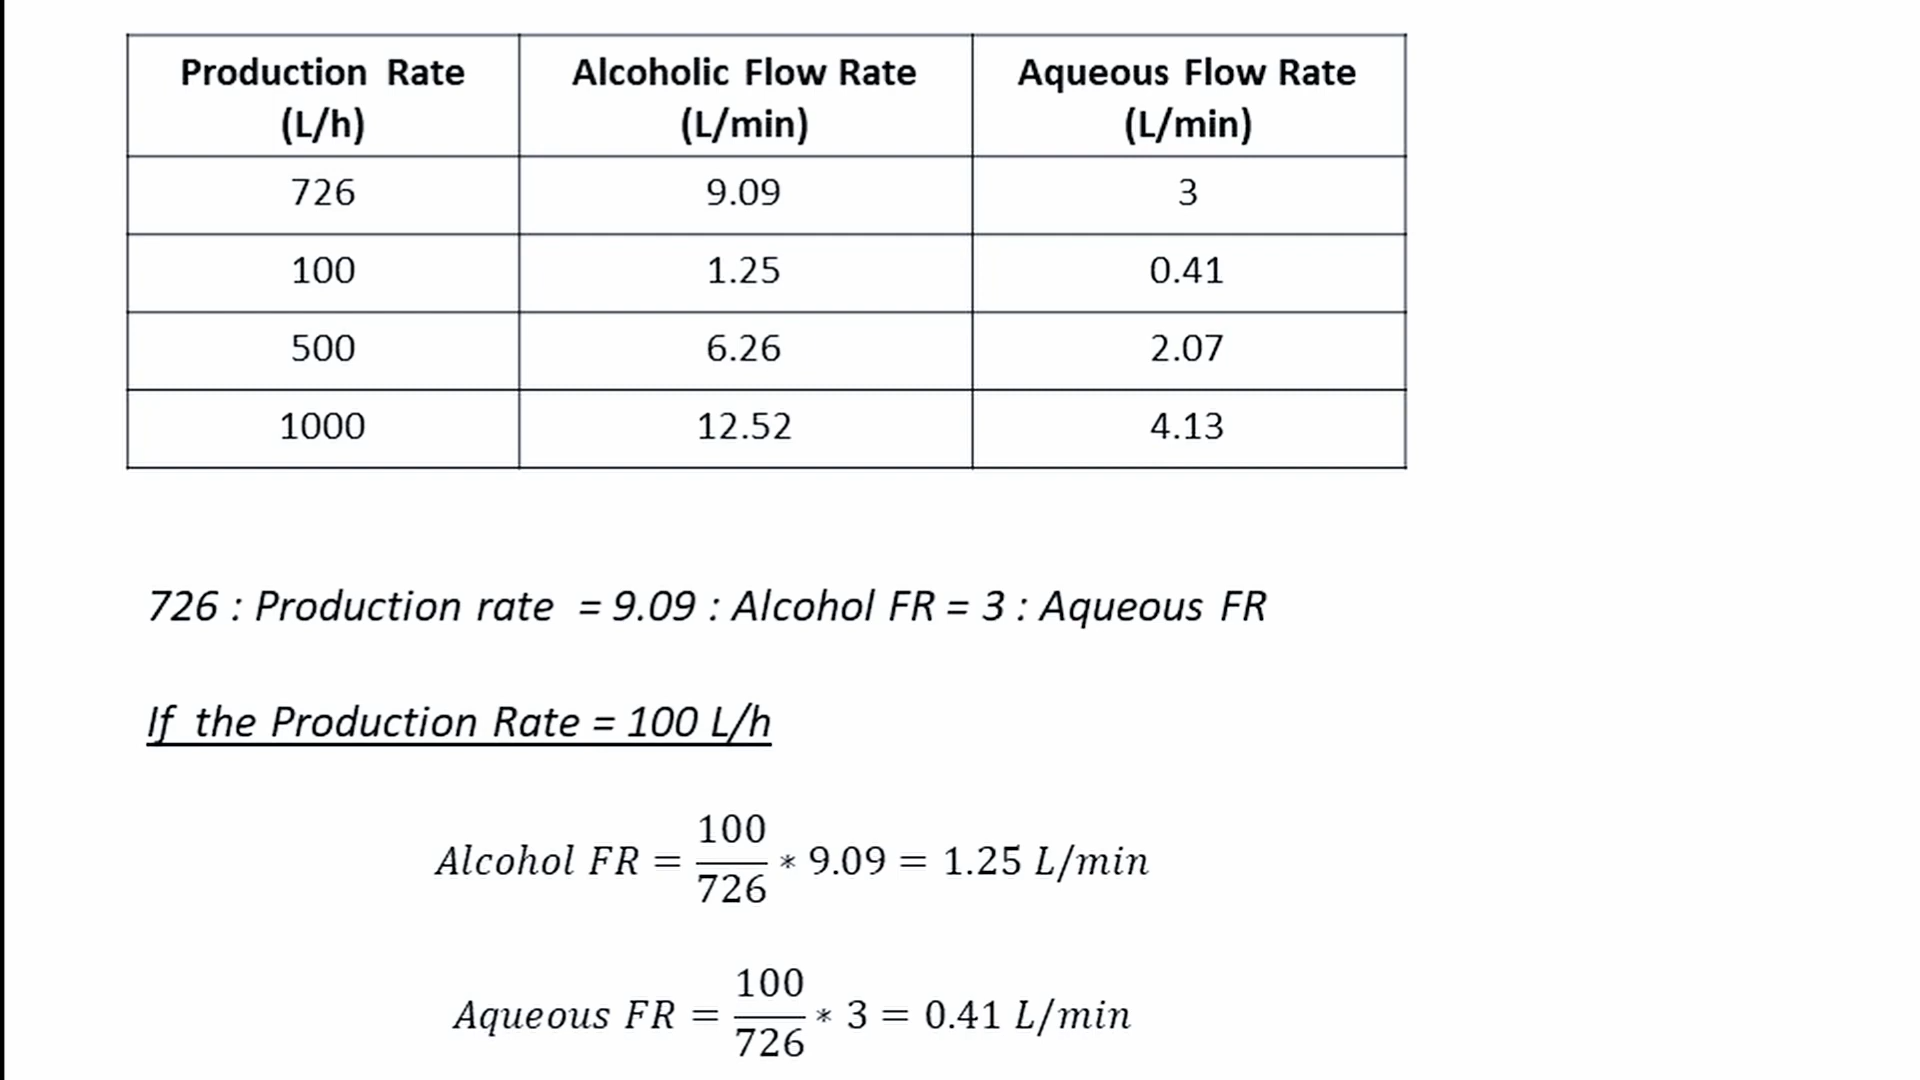 Production Rate (L/h) Alcoholic Flow Rate (L/min) Aqueous Flow Rate (L/min)
726 9.09 3
100 1.25 0.41
500 6.26 2.07
1000 12.52 4.13
726 : Production rate = 9.09 : Alcohol FR = 3 : Aqueous FR
If the Production Rate = 100 L/h
Alcohol FR = 100/726 * 9.09 = 1.25 L/min
Aqueous FR = 100/726 * 3 = 0.41 L/min